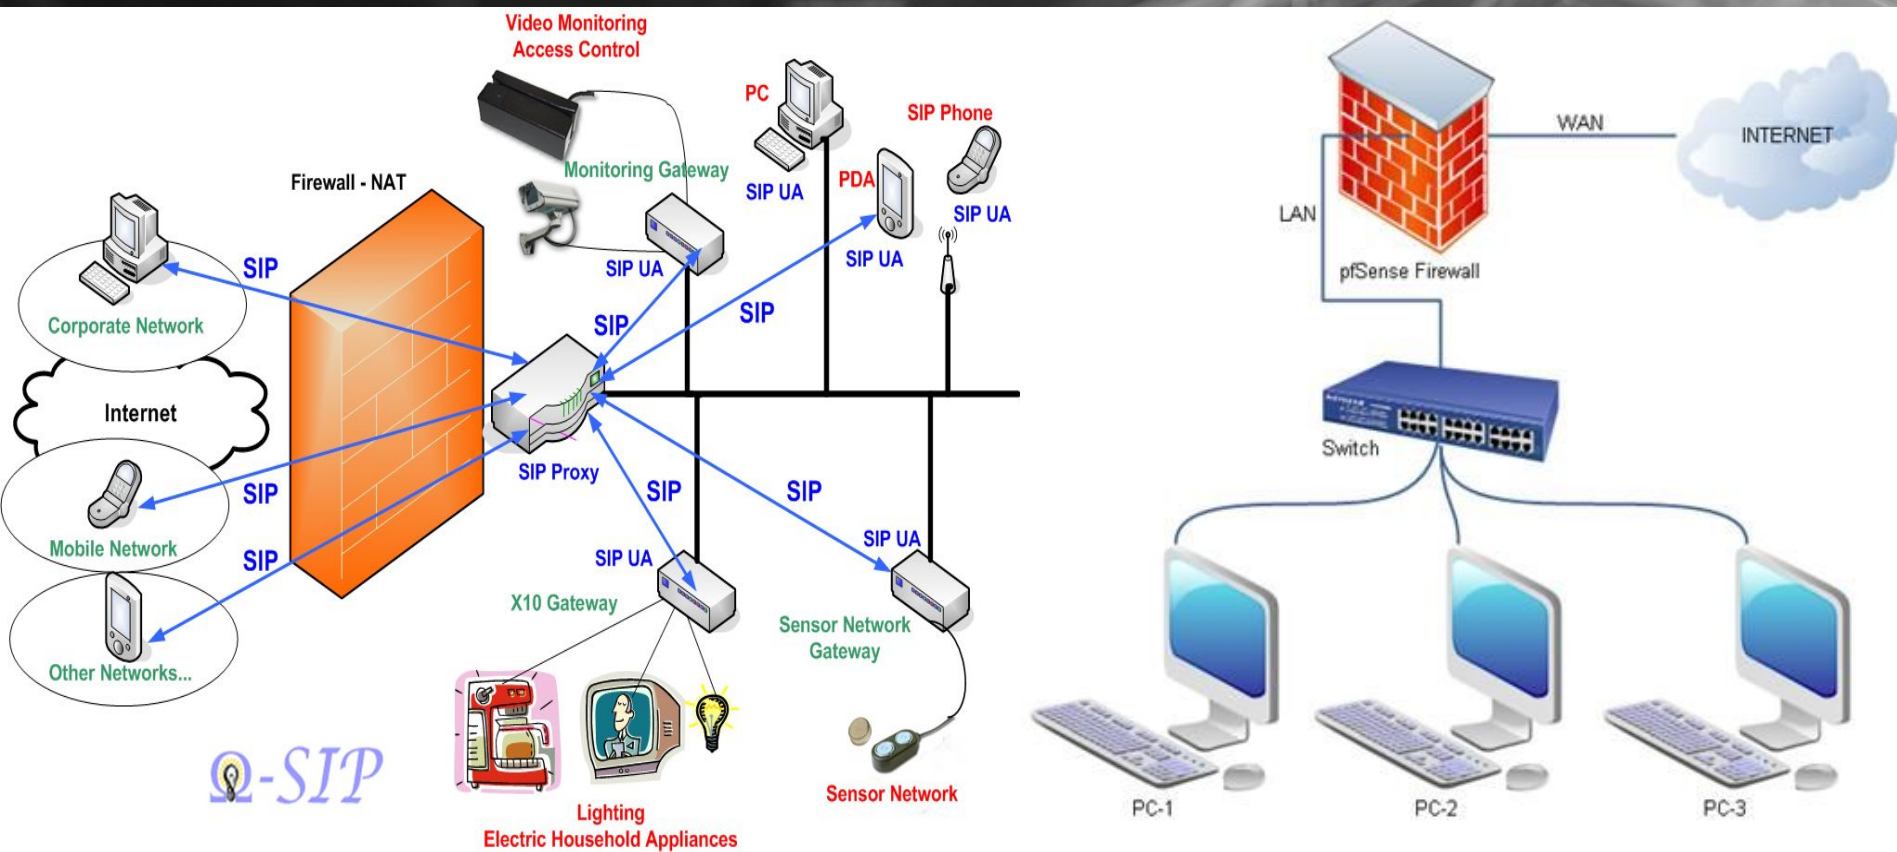 Video Monitoring
Access Control
PC
SIP Phone
Monitoring Gateway
Firewall - NAT
SIP UA
PDA
SIP UA
SIP
SIP UA
SIP UA
Corporate Network
SIP
SIP
Internet
SIP Proxy
SIP
SIP
SIP
SIP UA
SIP UA
Mobile Network
SIP
X10 Gateway
Sensor Network
Gateway
Other Networks...
Ω-SIP
Sensor Network
Lighting
Electric Household Appliances
WAN
INTERNET
LAN
pfSense Firewall
Switch
PC-1
PC-2
PC-3